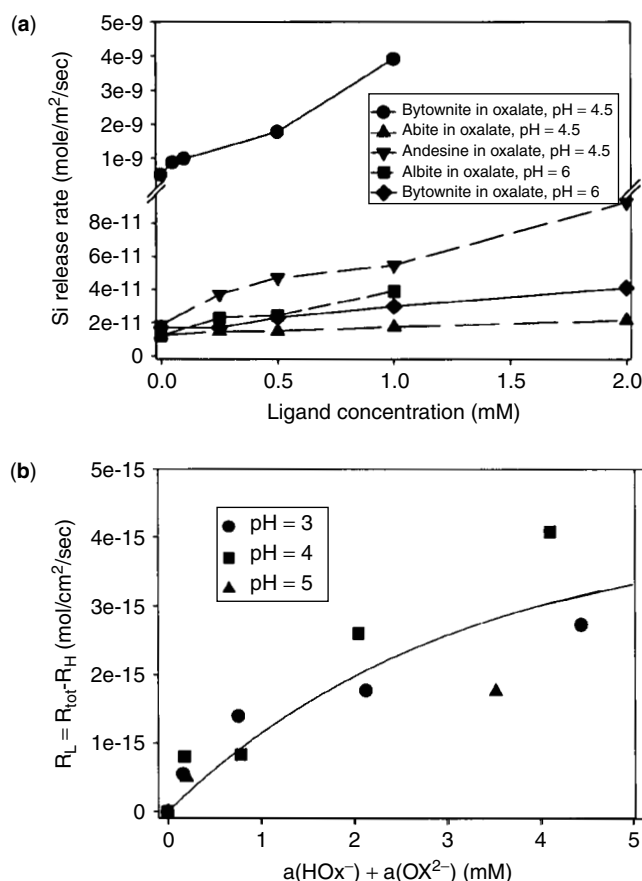 (a)
5e-9
4e-9
3e-9
2e-9
1e-9
8e-11
6e-11
4e-11
2e-11
0
Si release rate (mole/m²/sec)
Bytownite in oxalate, pH = 4.5
Abite in oxalate, pH = 4.5
Andesine in oxalate, pH = 4.5
Albite in oxalate, pH = 6
Bytownite in oxalate, pH = 6
0.0 0.5 1.0 1.5 2.0
Ligand concentration (mM)
(b)
5e-15
4e-15
3e-15
2e-15
1e-15
0
R_L = R_tot-R_H (mol/cm²/sec)
pH = 3
pH = 4
pH = 5
0 1 2 3 4 5
a(HOx⁻) + a(OX²⁻) (mM)